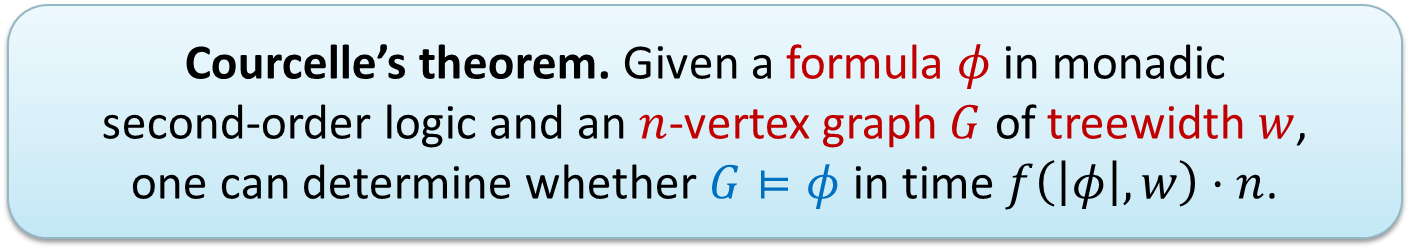 Courcelle’s theorem. Given a formula 𝜙 in monadic
second-order logic and an 𝑛-vertex graph 𝐺 of treewidth 𝑤,
one can determine whether 𝐺 ⊨ 𝜙 in time 𝑓(|𝜙|, 𝑤) ⋅ 𝑛.